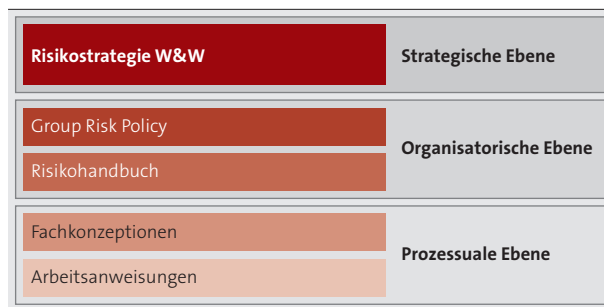 Risikostrategie W&W
Strategische Ebene
Group Risk Policy
Risikohandbuch
Organisatorische Ebene
Fachkonzeptionen
Arbeitsanweisungen
Prozessuale Ebene